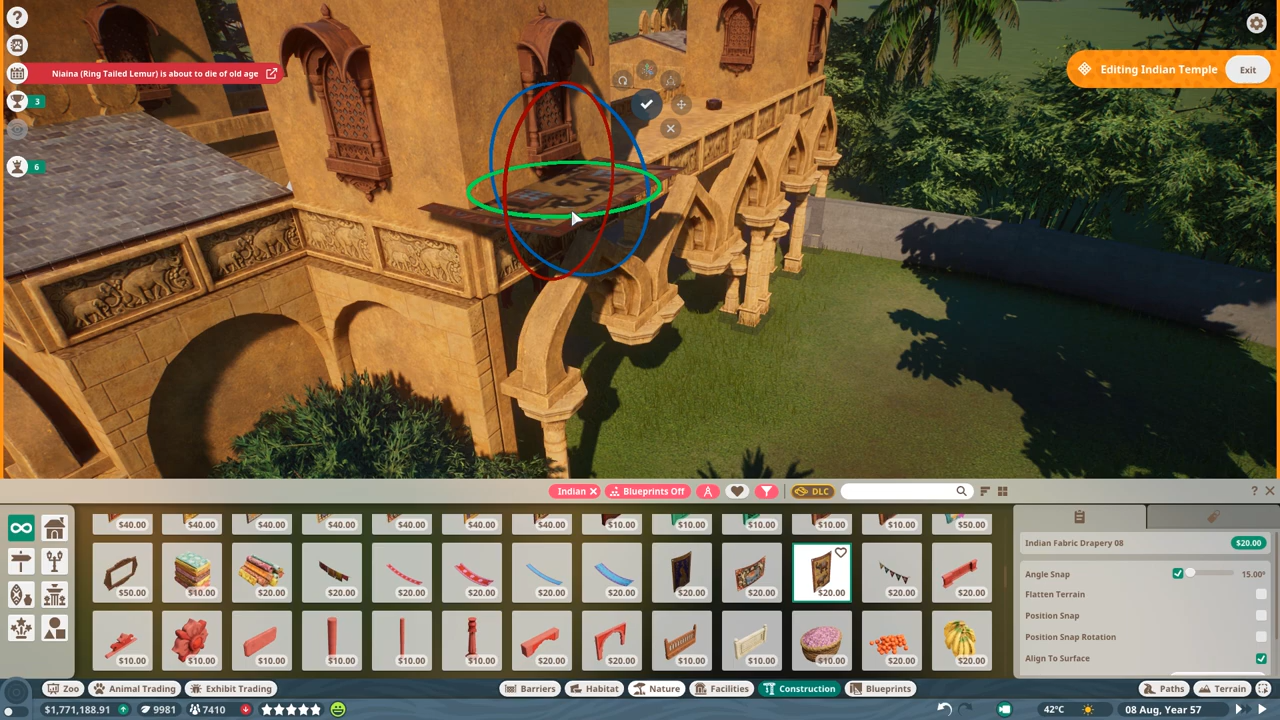 ?
Niaina (Ring Tailed Lemur) is about to die of old age
3
6
Editing Indian Temple
Exit
Indian ✕
Blueprints Off
DLC
?
$40.00 $40.00 $40.00 $40.00 $40.00 $40.00 $40.00 $10.00 $10.00 $10.00 $10.00 $10.00 $50.00
$50.00 $10.00 $20.00 $20.00 $20.00 $20.00 $20.00 $20.00 $20.00 $20.00 $20.00 $20.00 $20.00
$10.00 $10.00 $10.00 $10.00 $10.00 $10.00 $20.00 $20.00 $10.00 $10.00 $10.00 $20.00 $20.00
Indian Fabric Drapery 08
$20.00
Angle Snap
15.00°
Flatten Terrain
Position Snap
Position Snap Rotation
Align To Surface
Zoo
Animal Trading
Exhibit Trading
Barriers
Habitat
Nature
Facilities
Construction
Blueprints
Paths
Terrain
$1,771,188.91
9981
7410
42°C
08 Aug, Year 57